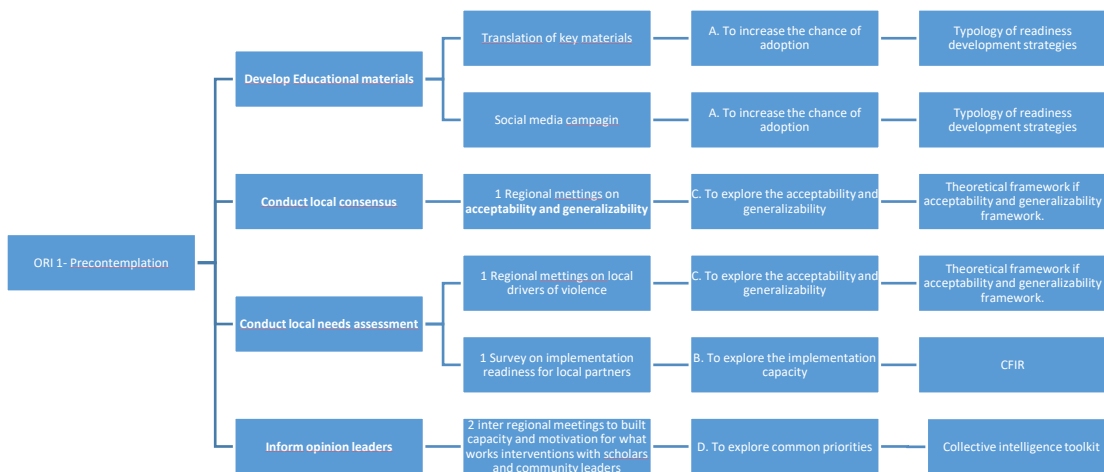 ORI 1- Precontemplation
Develop Educational materials
Translation of key materials
A. To increase the chance of
adoption
Typology of readiness
development strategies
Social media campagin
A. To increase the chance of
adoption
Typology of readiness
development strategies
Conduct local consensus
1 Regional mettings on
acceptability and generalizability
C. To explore the acceptability and
generalizability
Theoretical framework if
acceptability and generalizability
framework.
Conduct local needs assessment
1 Regional mettings on local
drivers of violence
C. To explore the acceptability and
generalizability
Theoretical framework if
acceptability and generalizability
framework.
1 Survey on implementation
readiness for local partners
B. To explore the implementation
capacity
CFIR
Inform opinion leaders
2 inter regional meetings to built
capacity and motivation for what
works interventions with scholars
and community leaders
D. To explore common priorities
Collective intelligence toolkit